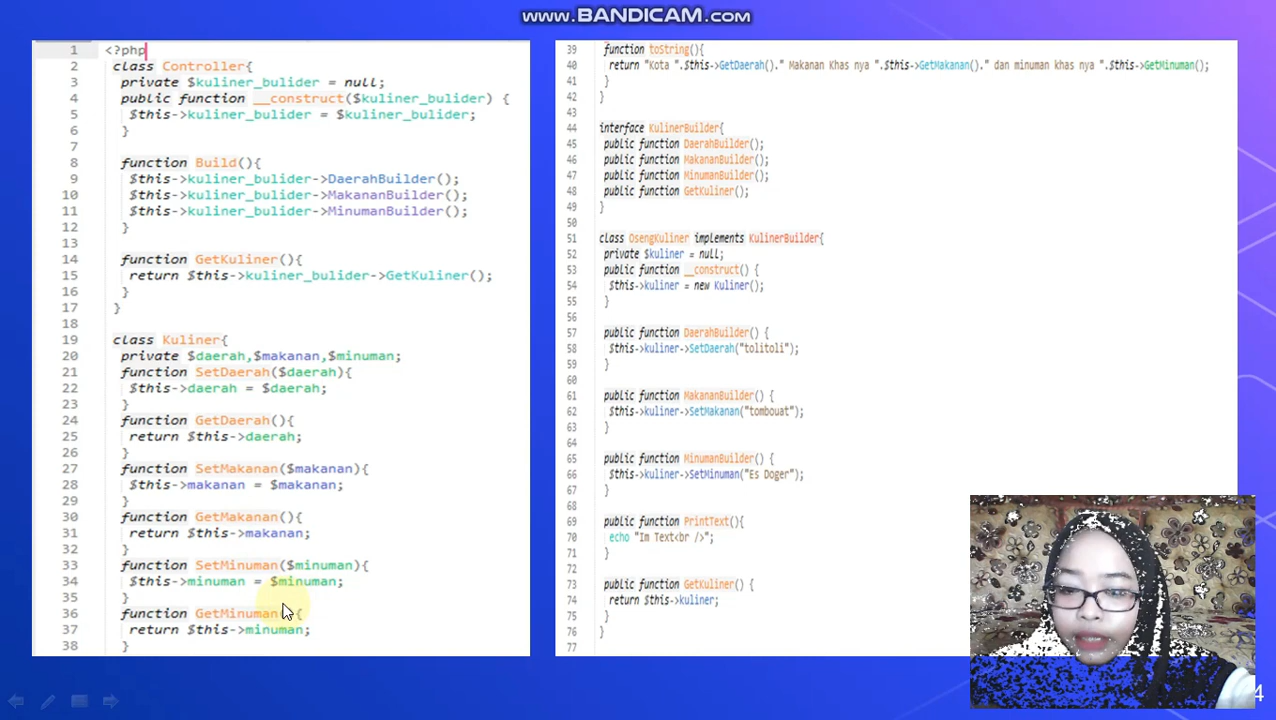 www.BANDICAM.com
1 <?php
2 class Controller{
3 private $kuliner_bulider = null;
4 public function __construct($kuliner_bulider) {
5 $this->kuliner_bulider = $kuliner_bulider;
6 }
7
8 function Build(){
9 $this->kuliner_bulider->DaerahBuilder();
10 $this->kuliner_bulider->MakananBuilder();
11 $this->kuliner_bulider->MinumanBuilder();
12 }
13
14 function GetKuliner(){
15 return $this->kuliner_bulider->GetKuliner();
16 }
17 }
18
19 class Kuliner{
20 private $daerah,$makanan,$minuman;
21 function SetDaerah($daerah){
22 $this->daerah = $daerah;
23 }
24 function GetDaerah(){
25 return $this->daerah;
26 }
27 function SetMakanan($makanan){
28 $this->makanan = $makanan;
29 }
30 function GetMakanan(){
31 return $this->makanan;
32 }
33 function SetMinuman($minuman){
34 $this->minuman = $minuman;
35 }
36 function GetMinuman(){
37 return $this->minuman;
38 }
39 function toString(){
40 return "Kota ".$this->GetDaerah()." Makanan Khas nya ".$this->GetMakanan()." dan minuman khas nya ".$this->GetMinuman();
41 }
42 }
43
44 interface KulinerBuilder{
45 public function DaerahBuilder();
46 public function MakananBuilder();
47 public function MinumanBuilder();
48 public function GetKuliner();
49 }
50
51 class OsengKuliner implements KulinerBuilder{
52 private $kuliner = null;
53 public function __construct() {
54 $this->kuliner = new Kuliner();
55 }
56
57 public function DaerahBuilder() {
58 $this->kuliner->SetDaerah("tolitoli");
59 }
60
61 public function MakananBuilder() {
62 $this->kuliner->SetMakanan("tombouat");
63 }
64
65 public function MinumanBuilder() {
66 $this->kuliner->SetMinuman("Es Doger");
67 }
68
69 public function PrintText(){
70 echo "Im Text<br />";
71 }
72
73 public function GetKuliner() {
74 return $this->kuliner;
75 }
76 }
77
4